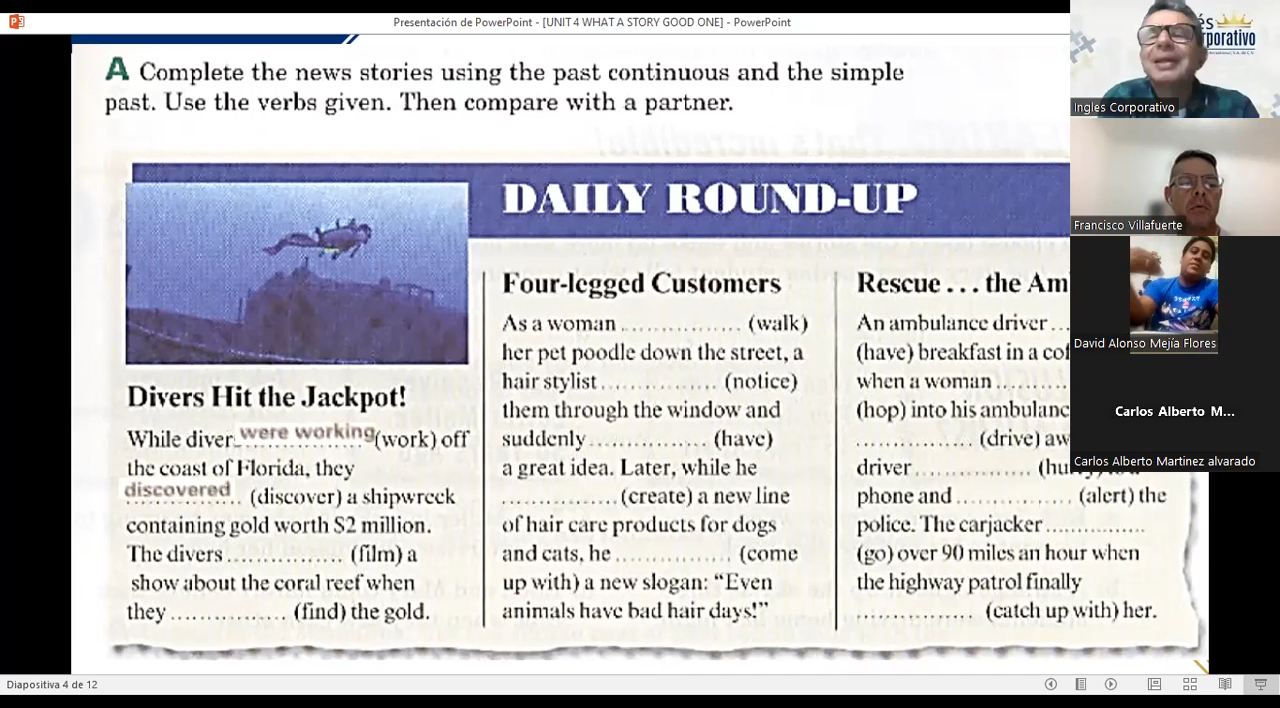 Presentación de PowerPoint - [UNIT 4 WHAT A STORY GOOD ONE] - PowerPoint
A Complete the news stories using the past continuous and the simple
past. Use the verbs given. Then compare with a partner.
DAILY ROUND-UP
Divers Hit the Jackpot!
While diver were working (work) off
the coast of Florida, they
discovered (discover) a shipwreck
containing gold worth $2 million.
The divers .................. (film) a
show about the coral reef when
they .................. (find) the gold.
Four-legged Customers
As a woman .................. (walk)
her pet poodle down the street, a
hair stylist .................. (notice)
them through the window and
suddenly .................. (have)
a great idea. Later, while he
.................. (create) a new line
of hair care products for dogs
and cats, he .................. (come
up with) a new slogan: “Even
animals have bad hair days!”
Rescue . . . the Am
An ambulance driver...
(have) breakfast in a cof
when a woman ..........
(hop) into his ambulanc
.................. (drive) aw
driver .................. 
phone and .................. (alert) the
police. The carjacker ..................
(go) over 90 miles an hour when
the highway patrol finally
.................. (catch up with) her.
és
rporativo
Ingles Corporativo
Francisco Villafuerte
David Alonso Mejía Flores
Carlos Alberto M...
Carlos Alberto Martinez alvarado
Diapositiva 4 de 12